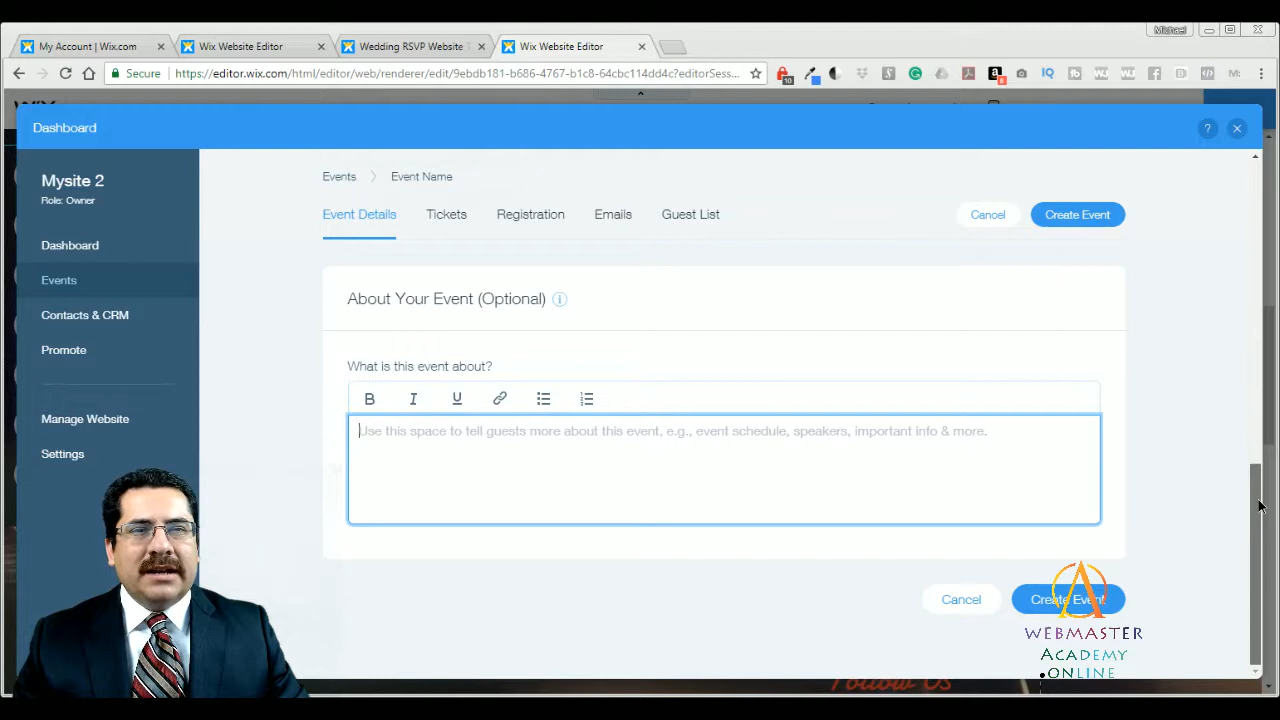 Michael
My Account | Wix.com
Wix Website Editor
Wedding RSVP Website T
Wix Website Editor
Secure
https://editor.wix.com/html/editor/web/renderer/edit/9ebdb181-b686-4767-b1c8-64cbc114dd4c?editorSess...
Dashboard
?
Mysite 2
Role: Owner
Dashboard
Events
Contacts & CRM
Promote
Manage Website
Settings
Events
Event Name
Event Details
Tickets
Registration
Emails
Guest List
Cancel
Create Event
About Your Event (Optional)
What is this event about?
B I U
Use this space to tell guests more about this event, e.g., event schedule, speakers, important info & more.
Cancel
Create Event
WEBMASTER
ACADEMY
.ONLINE
Follow Us